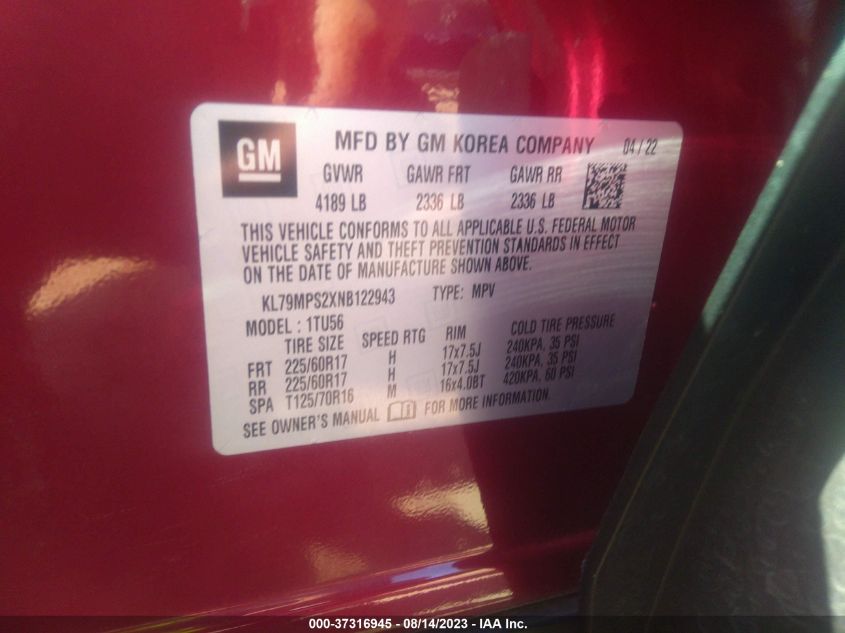 GM
MFD BY GM KOREA COMPANY 04/22
GVWR GAWR FRT GAWR RR
4189 LB 2336 LB 2336 LB
THIS VEHICLE CONFORMS TO ALL APPLICABLE U.S. FEDERAL MOTOR
VEHICLE SAFETY AND THEFT PREVENTION STANDARDS IN EFFECT
ON THE DATE OF MANUFACTURE SHOWN ABOVE.
KL79MPS2XNB122943 TYPE: MPV
MODEL : 1TU56
TIRE SIZE SPEED RTG RIM COLD TIRE PRESSURE
FRT 225/60R17 H 17x7.5J 240KPA, 35 PSI
RR 225/60R17 H 17x7.5J 240KPA, 35 PSI
SPA T125/70R16 M 16x4.0BT 420KPA, 60 PSI
SEE OWNER'S MANUAL FOR MORE INFORMATION.
000-37316945 - 08/14/2023 - IAA Inc.